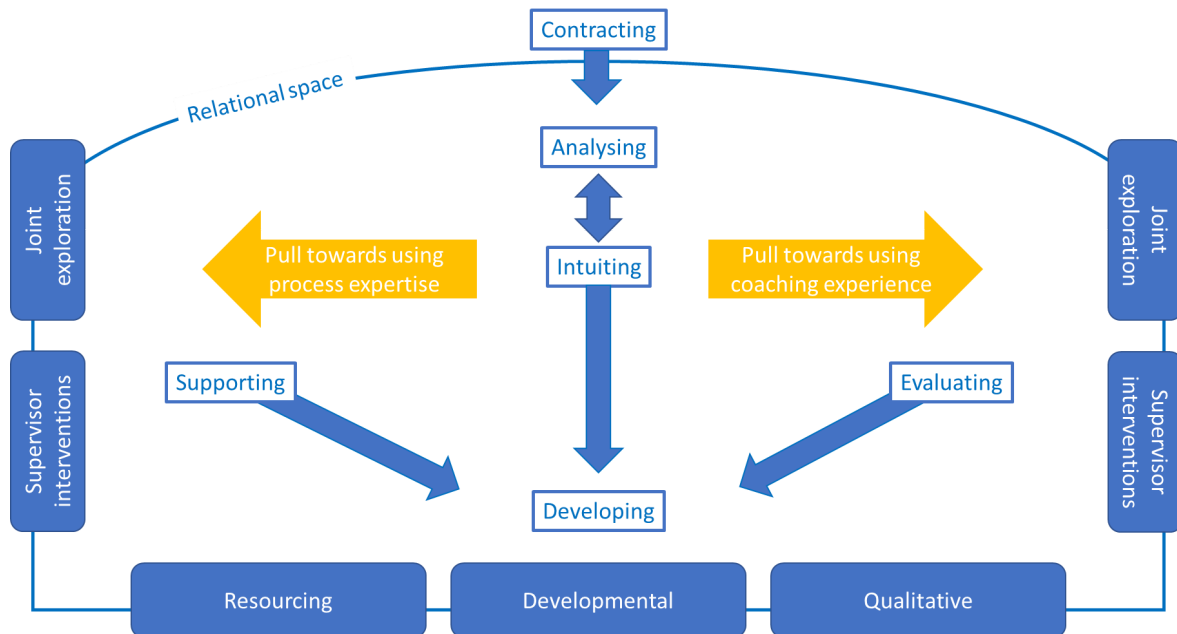 Contracting
Relational space
Analysing
Joint
exploration
Joint
exploration
Pull towards using
process expertise
Intuiting
Pull towards using
coaching experience
Supporting
Evaluating
Supervisor
interventions
Supervisor
interventions
Developing
Resourcing
Developmental
Qualitative